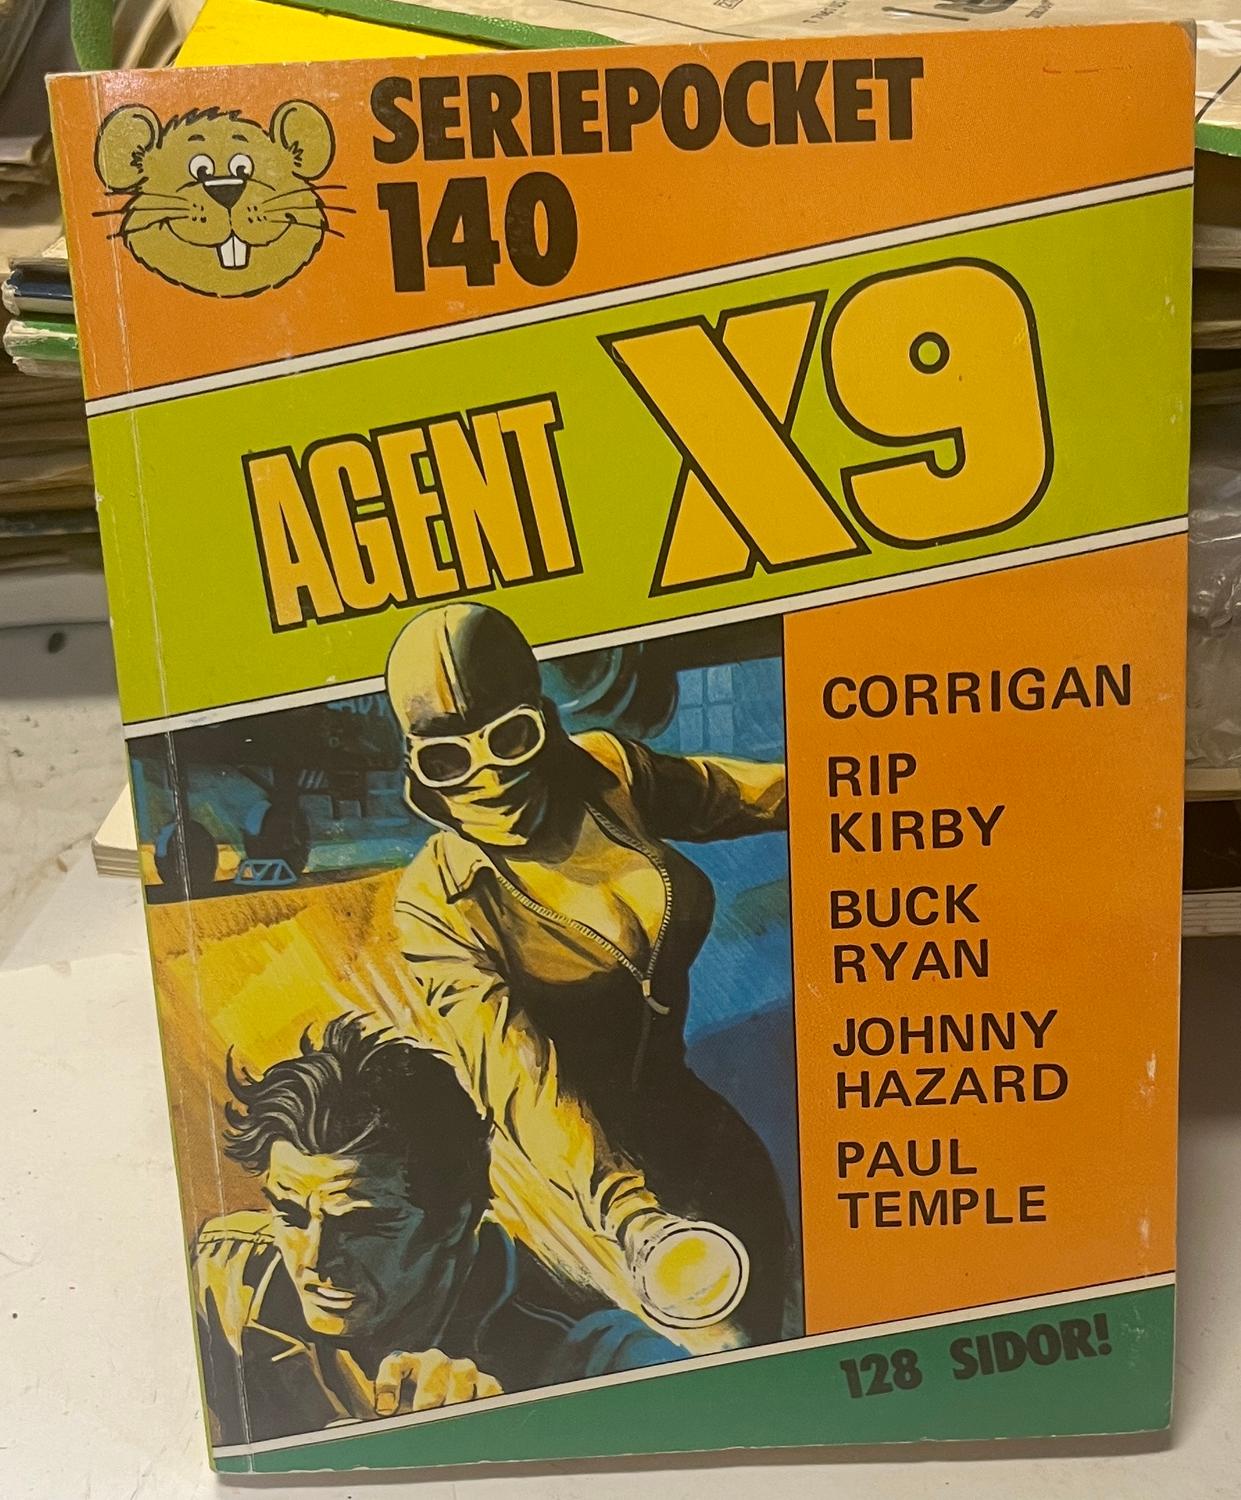 SERIEPOCKET
140
AGENT X9
CORRIGAN
RIP
KIRBY
BUCK
RYAN
JOHNNY
HAZARD
PAUL
TEMPLE
128 SIDOR!